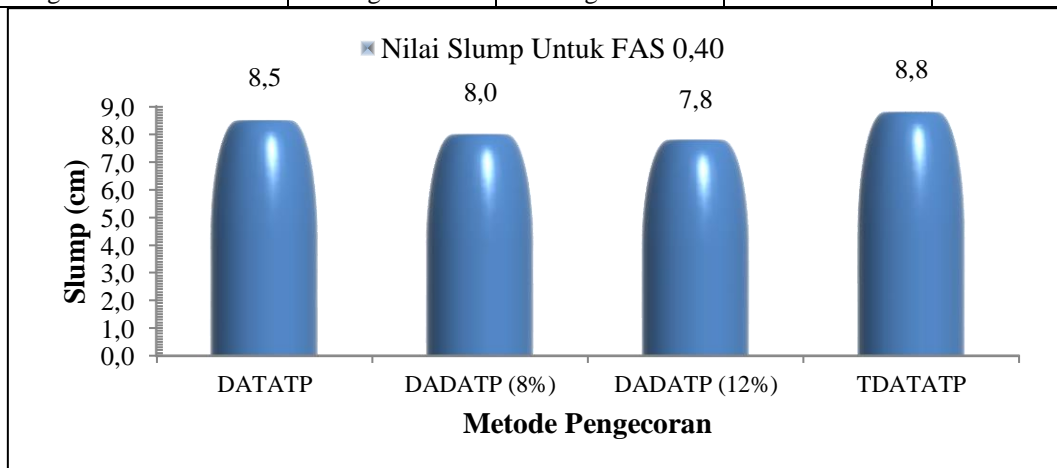 Nilai Slump Untuk FAS 0,40
8,5
8,0
7,8
8,8
9,0
8,0
7,0
6,0
5,0
4,0
3,0
2,0
1,0
0,0
Slump (cm)
DATATP
DADATP (8%)
DADATP (12%)
TDATATP
Metode Pengecoran